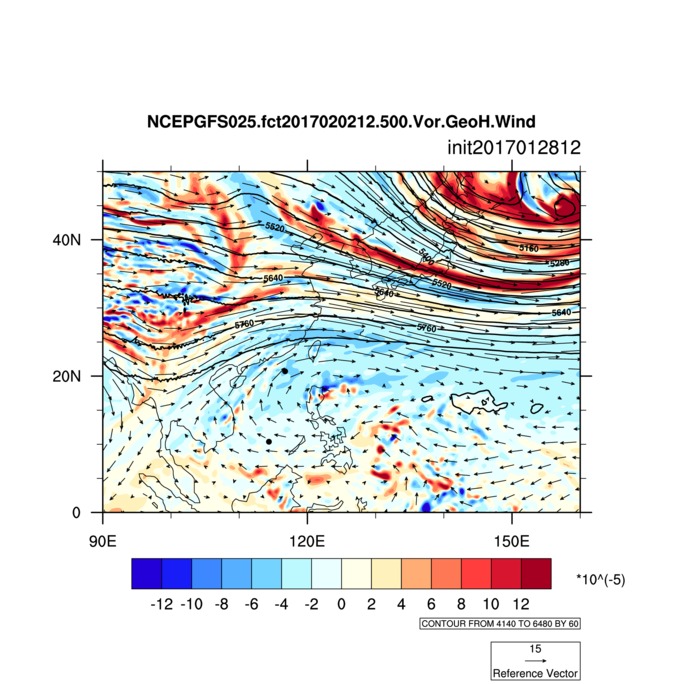 NCEPGFS025.fct2017020212.500.Vor.GeoH.Wind
init2017012812
40N
20N
0
90E 120E 150E
5520
5640
5760
5400
5520
5640
5760
5160
5280
5640
-12 -10 -8 -6 -4 -2 0 2 4 6 8 10 12
*10^(-5)
CONTOUR FROM 4140 TO 6480 BY 60
15
Reference Vector